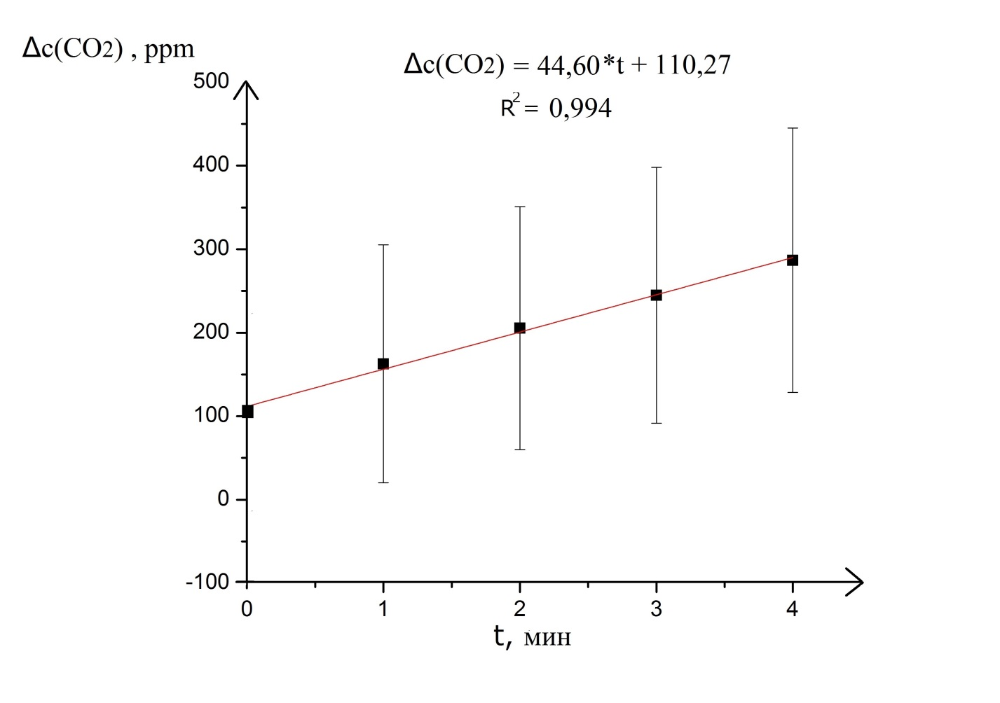 Δc(CO2) , ppm
Δc(CO2) = 44,60*t + 110,27
R² = 0,994
500
400
300
200
100
0
-100
0 1 2 3 4
t, мин